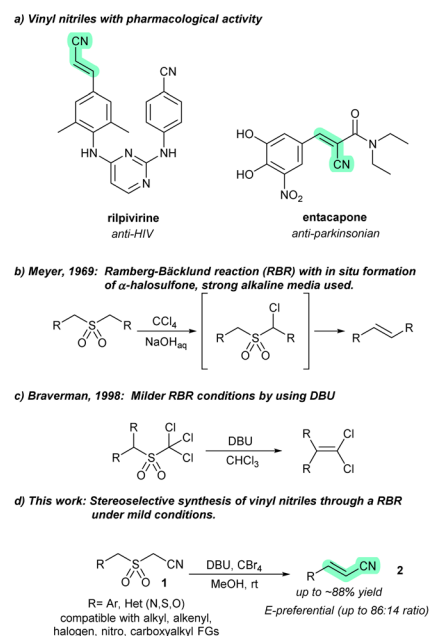 a) Vinyl nitriles with pharmacological activity
CN
CN
HN
N
N
NH
rilpivirine
anti-HIV
HO
HO
NO2
O
N
CN
entacapone
anti-parkinsonian
b) Meyer, 1969: Ramberg-Bäcklund reaction (RBR) with in situ formation
of α-halosulfone, strong alkaline media used.
R
S
R
O
O
CCl4
NaOHaq
Cl
R
S
R
O
O
R
R
c) Braverman, 1998: Milder RBR conditions by using DBU
R
R
S
O
O
Cl
Cl
Cl
DBU
CHCl3
R
R
Cl
Cl
d) This work: Stereoselective synthesis of vinyl nitriles through a RBR
under mild conditions.
R
S
CN
O
O
1
DBU, CBr4
MeOH, rt
R
CN
2
R= Ar, Het (N,S,O)
compatible with alkyl, alkenyl,
halogen, nitro, carboxyalkyl FGs
up to ~88% yield
E-preferential (up to 86:14 ratio)